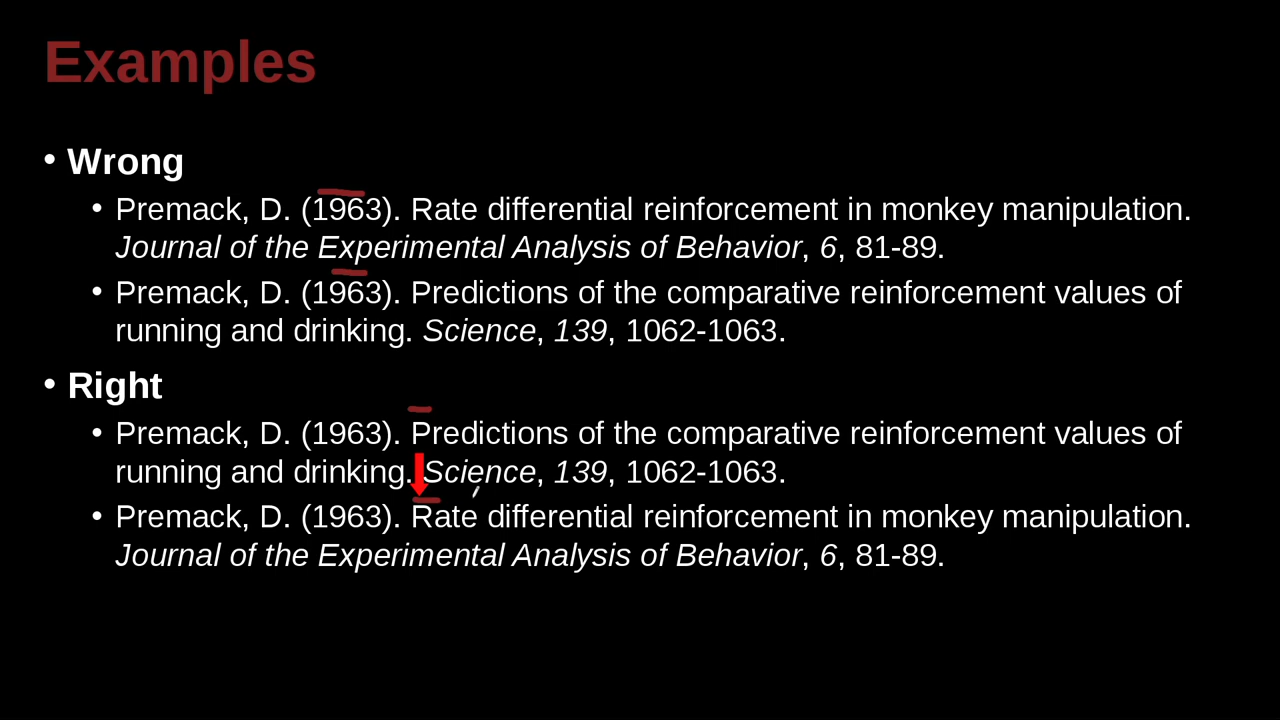 Examples
• Wrong
• Premack, D. (1963). Rate differential reinforcement in monkey manipulation.
Journal of the Experimental Analysis of Behavior, 6, 81-89.
• Premack, D. (1963). Predictions of the comparative reinforcement values of
running and drinking. Science, 139, 1062-1063.
• Right
• Premack, D. (1963). Predictions of the comparative reinforcement values of
running and drinking. Science, 139, 1062-1063.
• Premack, D. (1963). Rate differential reinforcement in monkey manipulation.
Journal of the Experimental Analysis of Behavior, 6, 81-89.